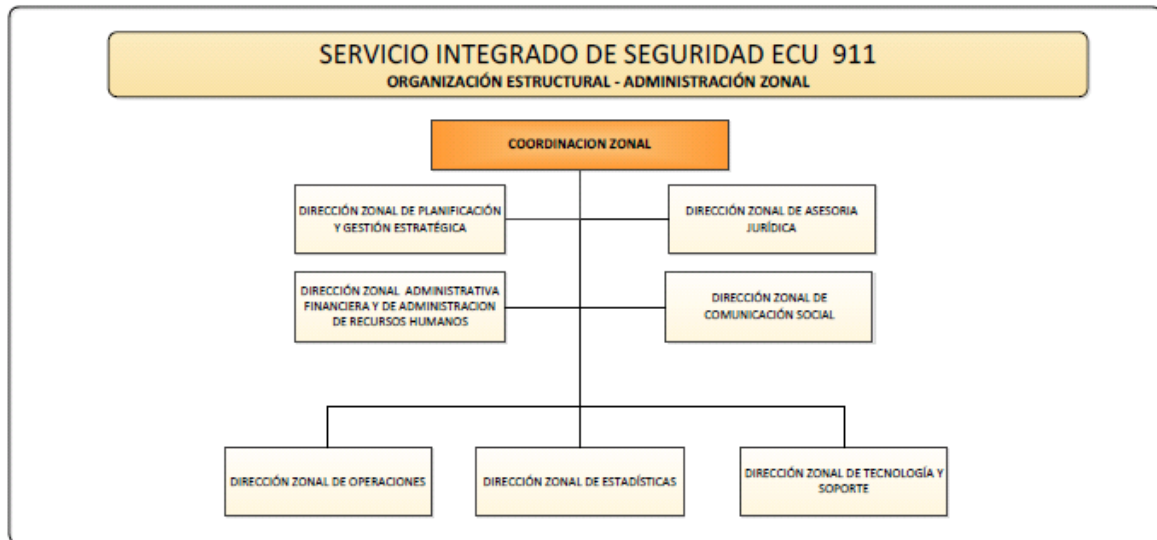 SERVICIO INTEGRADO DE SEGURIDAD ECU 911
ORGANIZACIÓN ESTRUCTURAL - ADMINISTRACIÓN ZONAL
COORDINACION ZONAL
DIRECCIÓN ZONAL DE PLANIFICACIÓN
Y GESTIÓN ESTRATÉGICA
DIRECCIÓN ZONAL DE ASESORIA
JURÍDICA
DIRECCIÓN ZONAL ADMINISTRATIVA
FINANCIERA Y DE ADMINISTRACION
DE RECURSOS HUMANOS
DIRECCIÓN ZONAL DE
COMUNICACIÓN SOCIAL
DIRECCIÓN ZONAL DE OPERACIONES
DIRECCIÓN ZONAL DE ESTADÍSTICAS
DIRECCIÓN ZONAL DE TECNOLOGÍA Y
SOPORTE